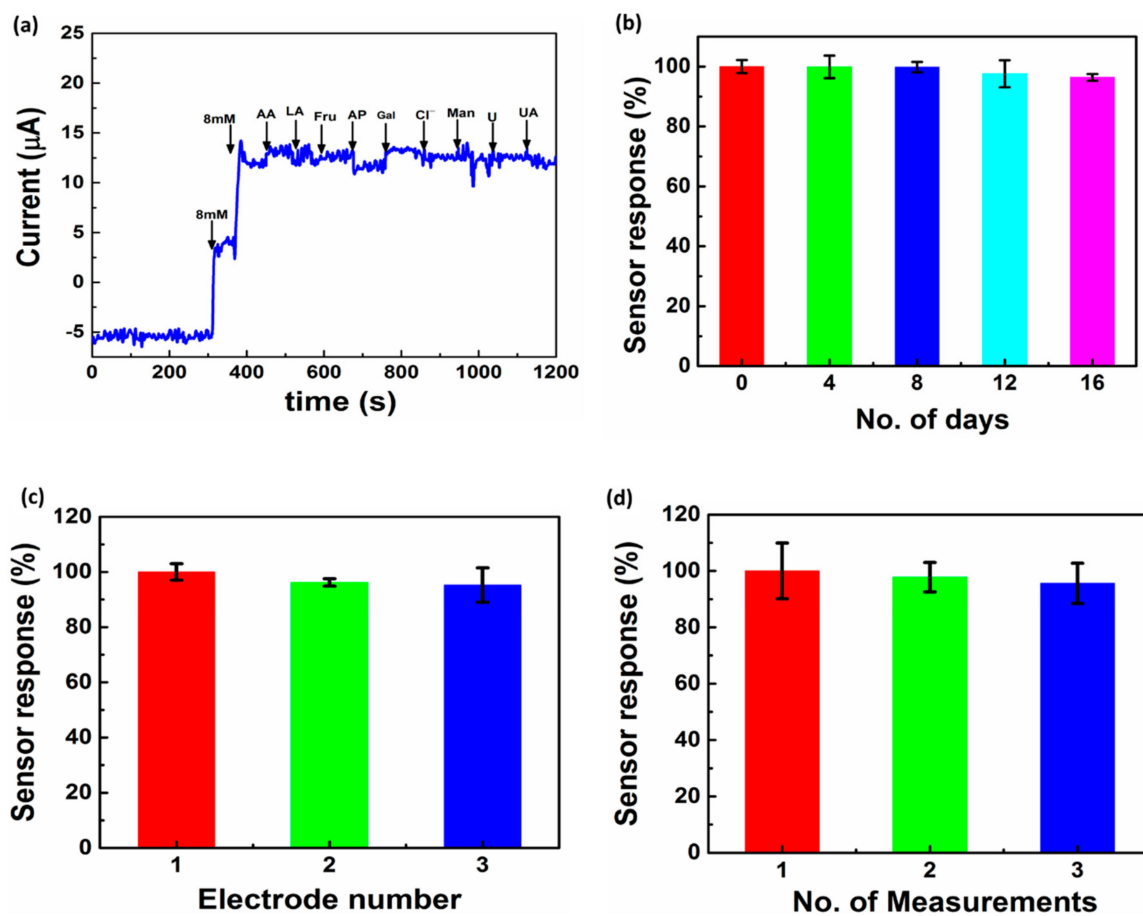 (a)
25
20
15
10
5
0
-5
Current (μA)
8mM
8mM
AA
LA
Fru
AP
Gal
Cl⁻
Man
U
UA
0 200 400 600 800 1000 1200
time (s)
(b)
100
80
60
40
20
0
Sensor response (%)
0 4 8 12 16
No. of days
(c)
120
100
80
60
40
20
0
Sensor response (%)
1 2 3
Electrode number
(d)
120
100
80
60
40
20
0
Sensor response (%)
1 2 3
No. of Measurements